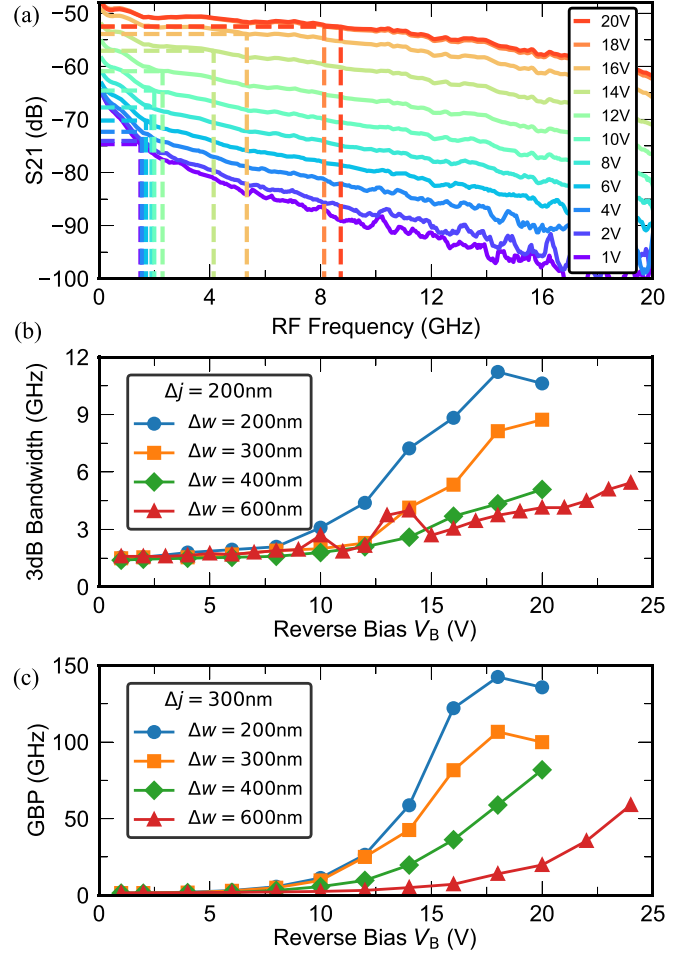 (a)
−50
−60
−70
−80
−90
−100
S21 (dB)
20V
18V
16V
14V
12V
10V
8V
6V
4V
2V
1V
0 4 8 12 16 20
RF Frequency (GHz)
(b)
12
9
6
3
0
3dB Bandwidth (GHz)
Δj = 200nm
Δw = 200nm
Δw = 300nm
Δw = 400nm
Δw = 600nm
0 5 10 15 20 25
Reverse Bias VB (V)
(c)
150
100
50
0
GBP (GHz)
Δj = 300nm
Δw = 200nm
Δw = 300nm
Δw = 400nm
Δw = 600nm
0 5 10 15 20 25
Reverse Bias VB (V)